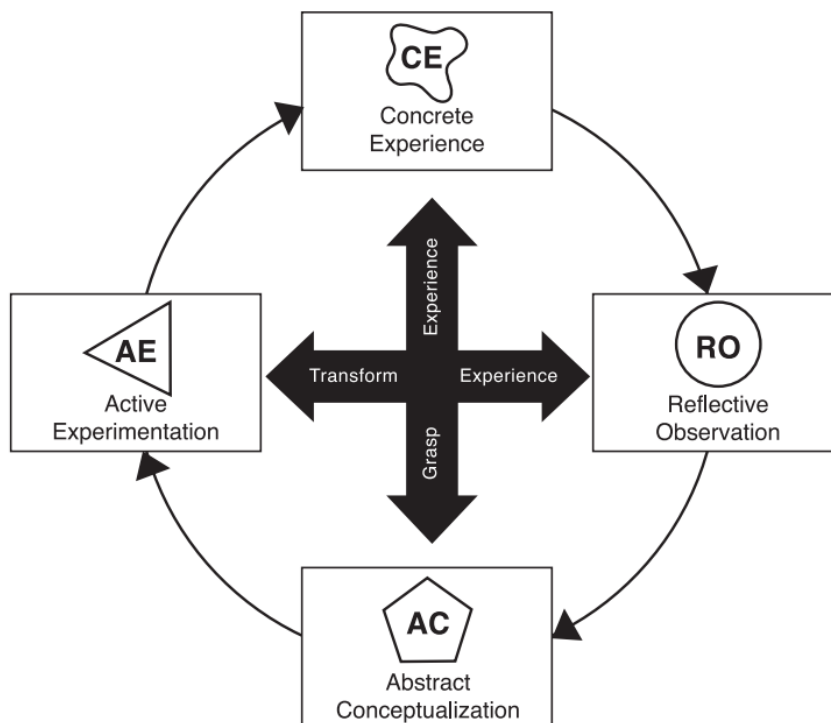 CE
Concrete
Experience
Experience
AE
Active
Experimentation
Transform
Experience
RO
Reflective
Observation
Grasp
AC
Abstract
Conceptualization